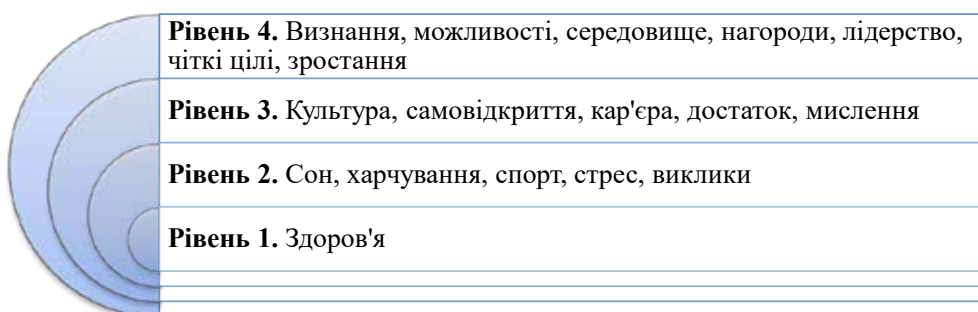 Рівень 4. Визнання, можливості, середовище, нагороди, лідерство,
чіткі цілі, зростання
Рівень 3. Культура, самовідкриття, кар'єра, достаток, мислення
Рівень 2. Сон, харчування, спорт, стрес, виклики
Рівень 1. Здоров'я